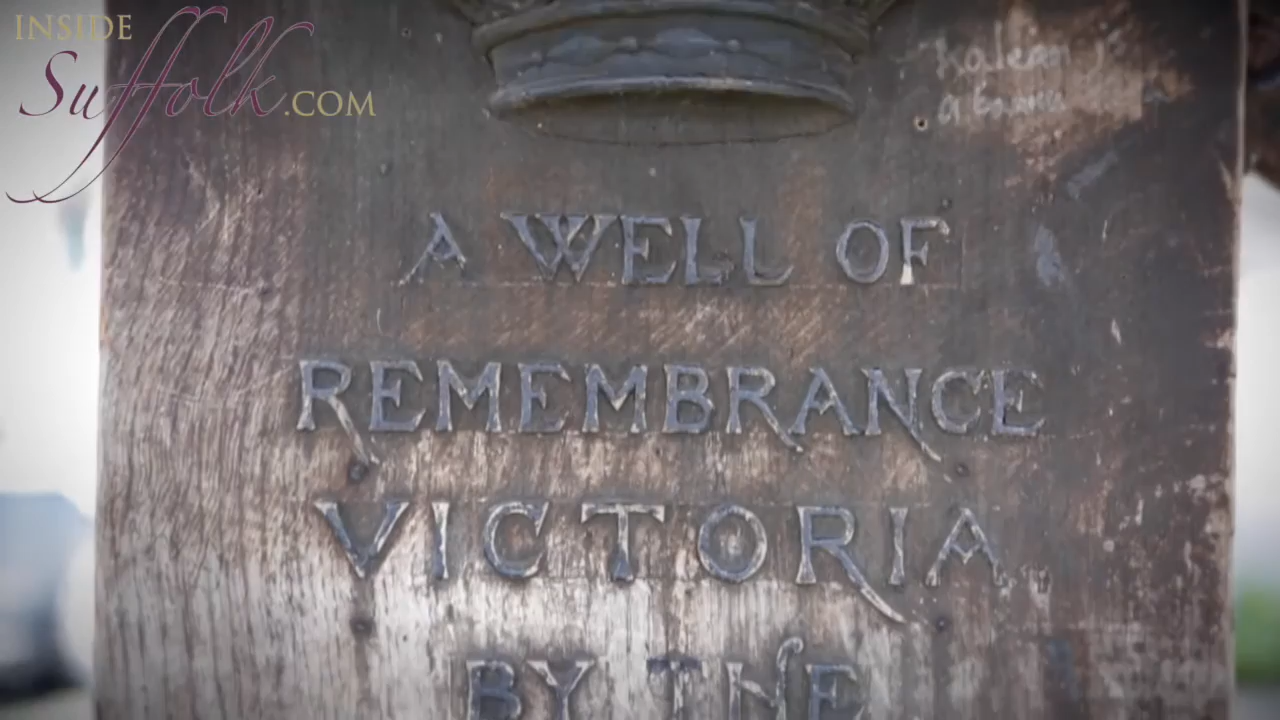 INSIDE
Suffolk.COM
A WELL OF
REMEMBRANCE
VICTORIA
BY THE